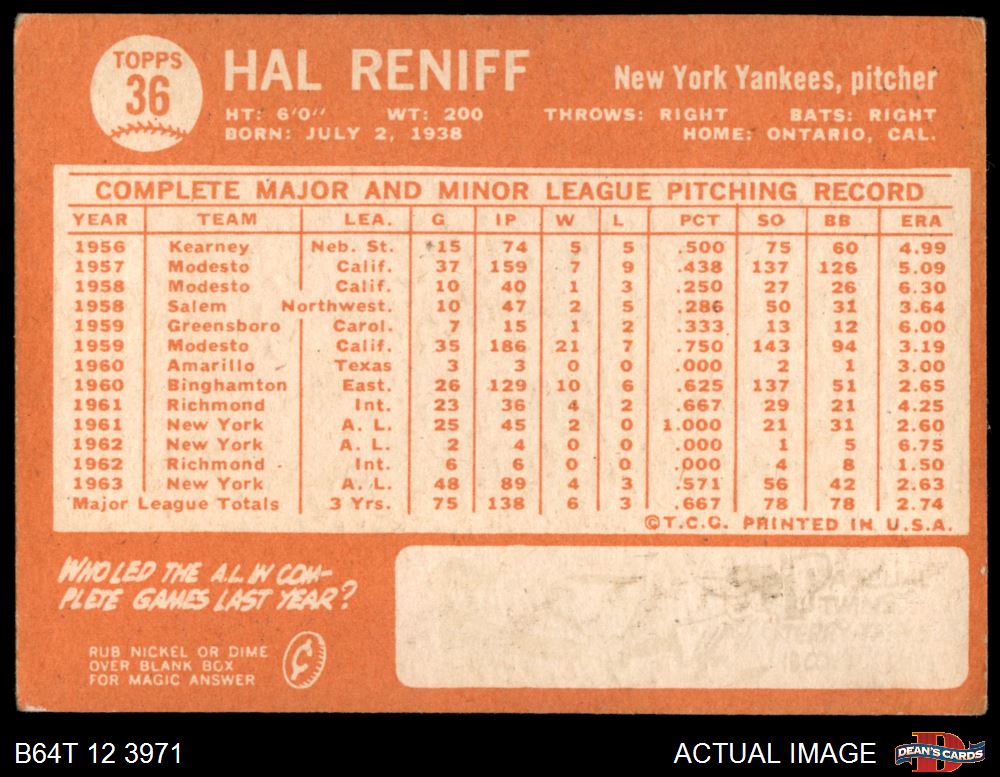 TOPPS
36
HAL RENIFF
New York Yankees, pitcher
HT: 6'0" WT: 200 THROWS: RIGHT BATS: RIGHT
BORN: JULY 2, 1938 HOME: ONTARIO, CAL.
COMPLETE MAJOR AND MINOR LEAGUE PITCHING RECORD
YEAR TEAM LEA. G IP W L PCT SO BB ERA
1956 Kearney Neb. St. 15 74 5 5 .500 75 60 4.99
1957 Modesto Calif. 37 159 7 9 .438 137 126 5.09
1958 Modesto Calif. 10 40 1 3 .250 27 26 6.30
1958 Salem Northwest. 10 47 2 5 .286 50 31 3.64
1959 Greensboro Carol. 7 15 1 2 .333 13 12 6.00
1959 Modesto Calif. 35 186 21 7 .750 143 94 3.19
1960 Amarillo Texas 3 3 0 0 .000 2 1 3.00
1960 Binghamton East. 26 129 10 6 .625 137 51 2.65
1961 Richmond Int. 23 36 4 2 .667 29 21 4.25
1961 New York A. L. 25 45 2 0 1.000 21 31 2.60
1962 New York A. L. 2 4 0 0 .000 1 5 6.75
1962 Richmond Int. 6 6 0 0 .000 4 8 1.50
1963 New York A. L. 48 89 4 3 .571 56 42 2.63
Major League Totals 3 Yrs. 75 138 6 3 .667 78 78 2.74
©T.C.G. PRINTED IN U.S.A.
WHO LED THE A.L. IN COM-
PLETE GAMES LAST YEAR?
RUB NICKEL OR DIME
OVER BLANK BOX
FOR MAGIC ANSWER
¢
B64T 12 3971 ACTUAL IMAGE
D
DEAN'S CARDS